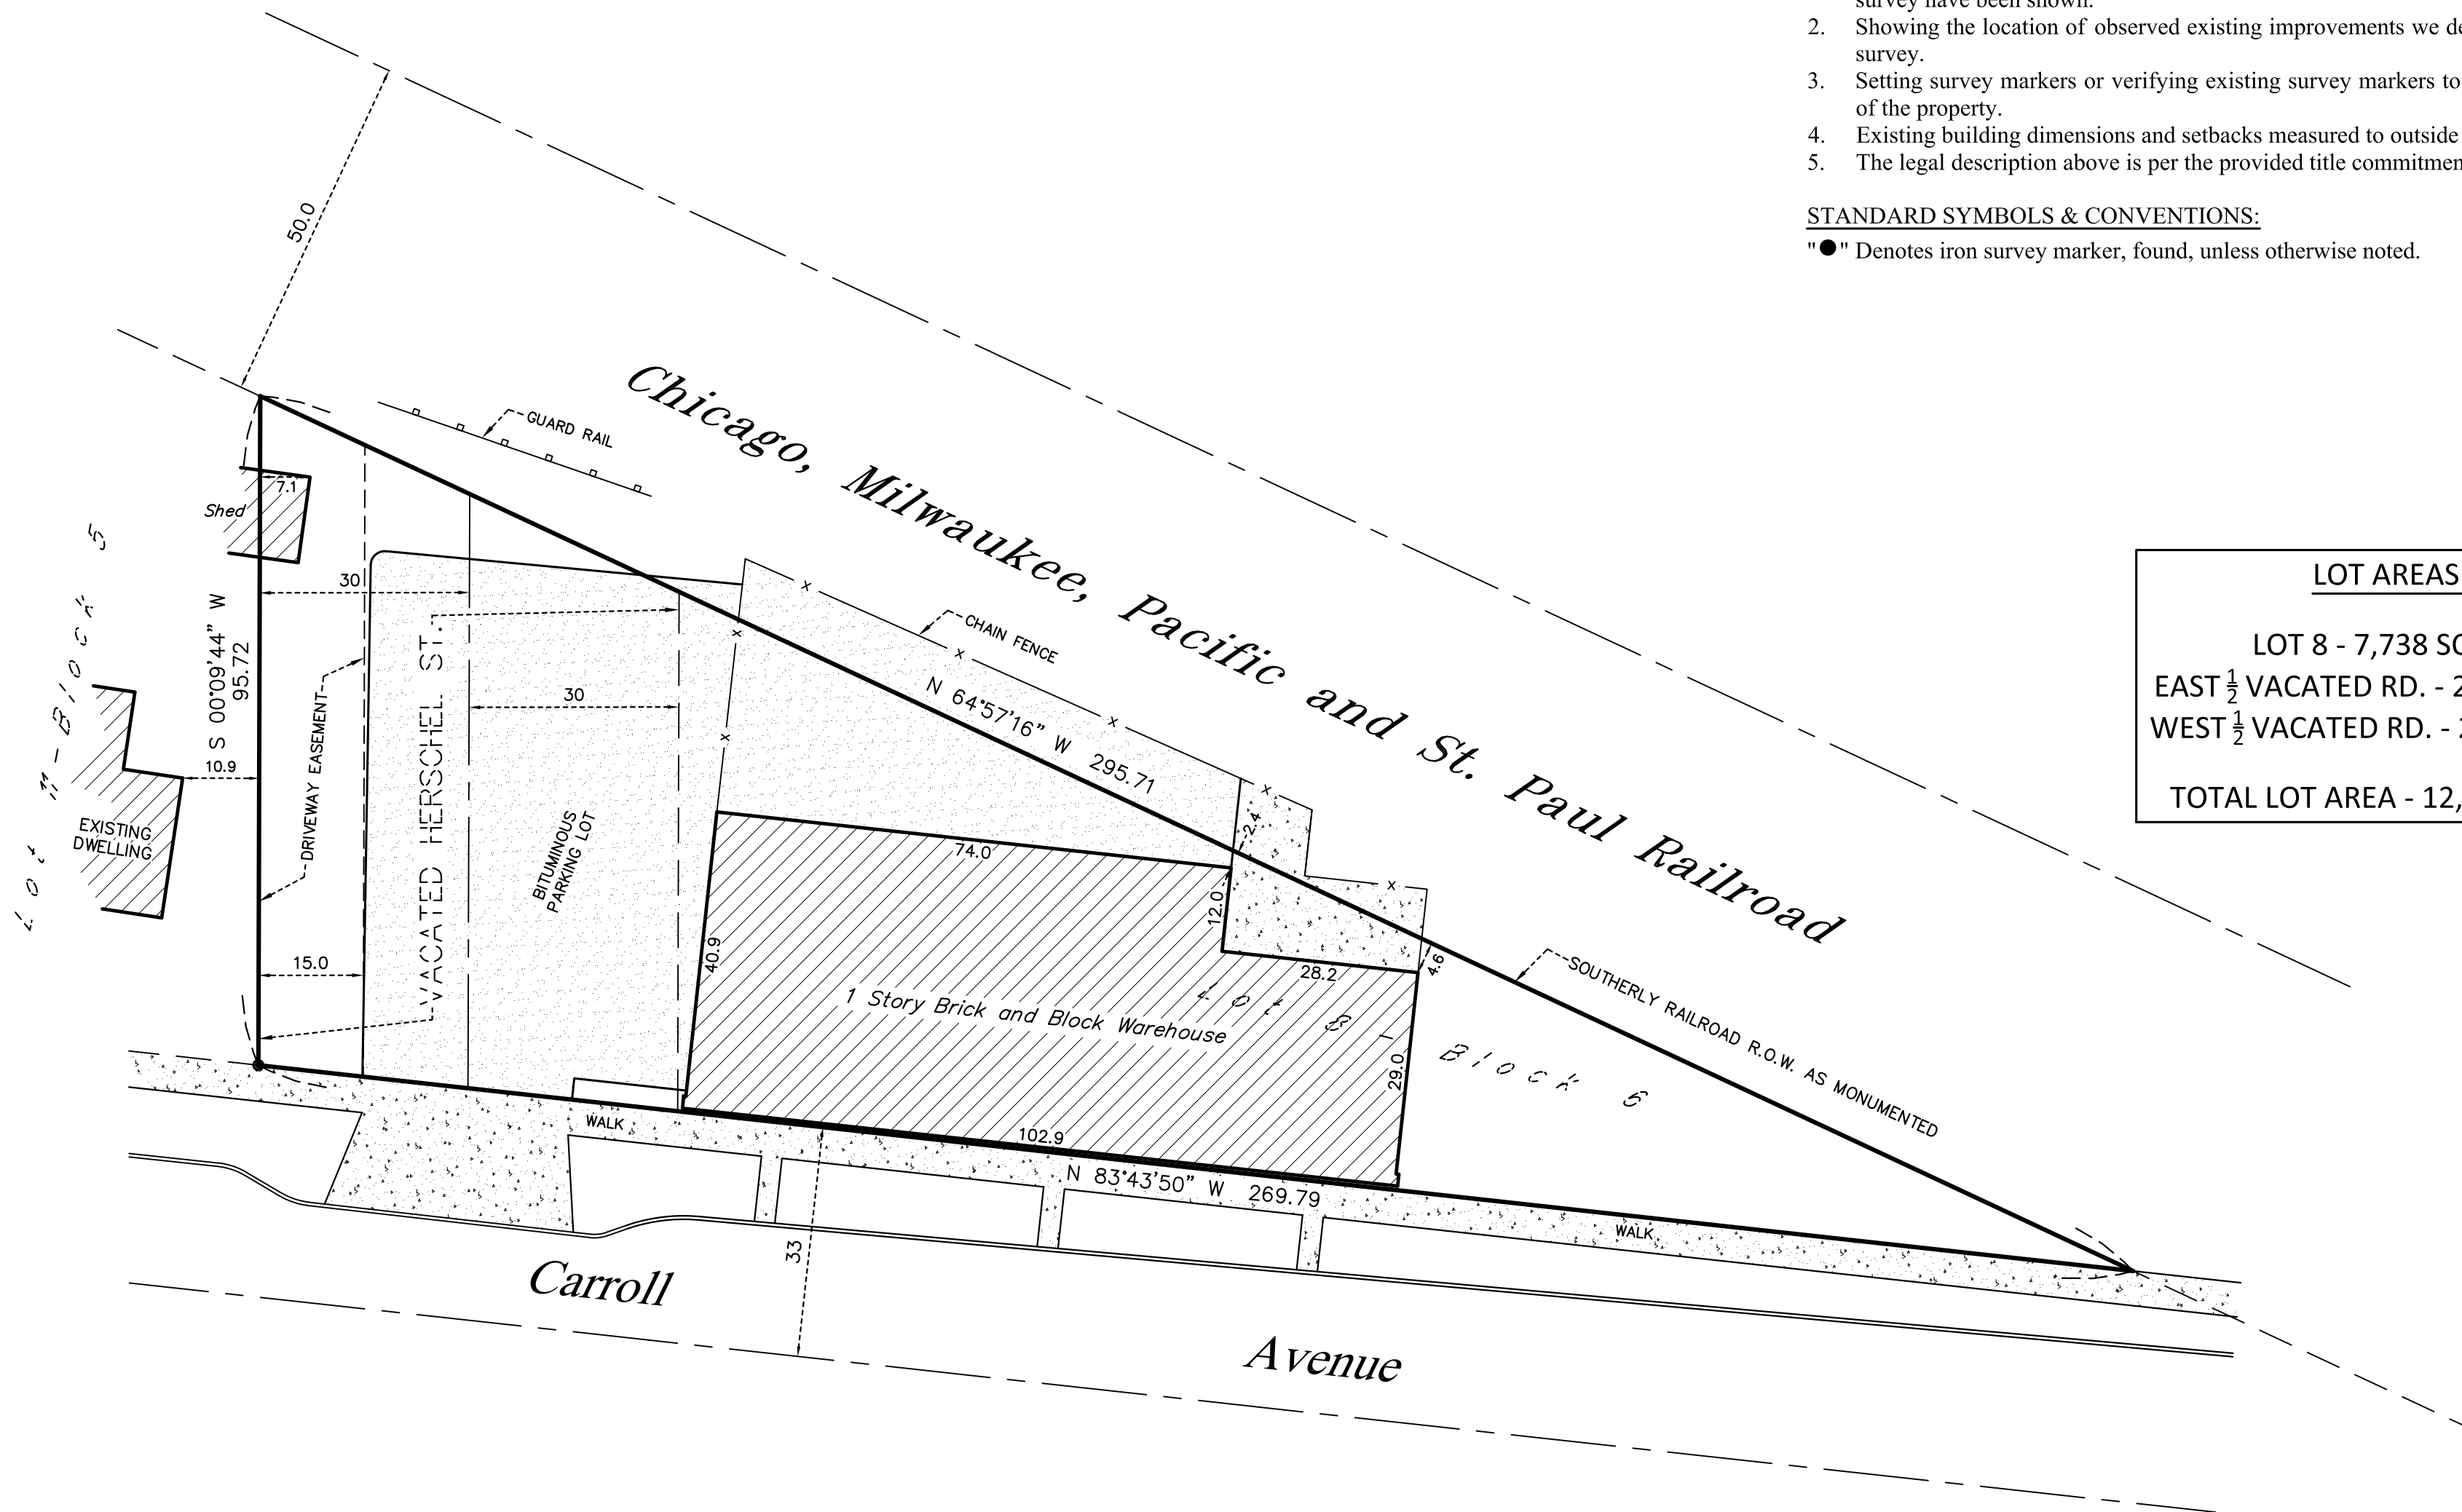 survey have been shown.
2. Showing the location of observed existing improvements we de
survey.
3. Setting survey markers or verifying existing survey markers to
of the property.
4. Existing building dimensions and setbacks measured to outside
5. The legal description above is per the provided title commitmen
STANDARD SYMBOLS & CONVENTIONS:
"●" Denotes iron survey marker, found, unless otherwise noted.
50.0
Chicago, Milwaukee, Pacific and St. Paul Railroad
GUARD RAIL
7.1
Shed
30
S 00°09'44" W
95.72
Lot 11 - Block 5
10.9
EXISTING
DWELLING
DRIVEWAY EASEMENT
15.0
VACATED HERSCHEL ST.
30
BITUMINOUS
PARKING LOT
CHAIN FENCE
N 64°57'16" W 295.71
2.4
74.0
12.0
40.9
28.2
4.6
1 Story Brick and Block Warehouse
Lot 8 - Block 6
29.0
SOUTHERLY RAILROAD R.O.W. AS MONUMENTED
102.9
WALK
N 83°43'50" W 269.79
WALK
33
Carroll
Avenue
LOT AREAS
LOT 8 - 7,738 SC
EAST ½ VACATED RD. - 2
WEST ½ VACATED RD. - 2
TOTAL LOT AREA - 12,